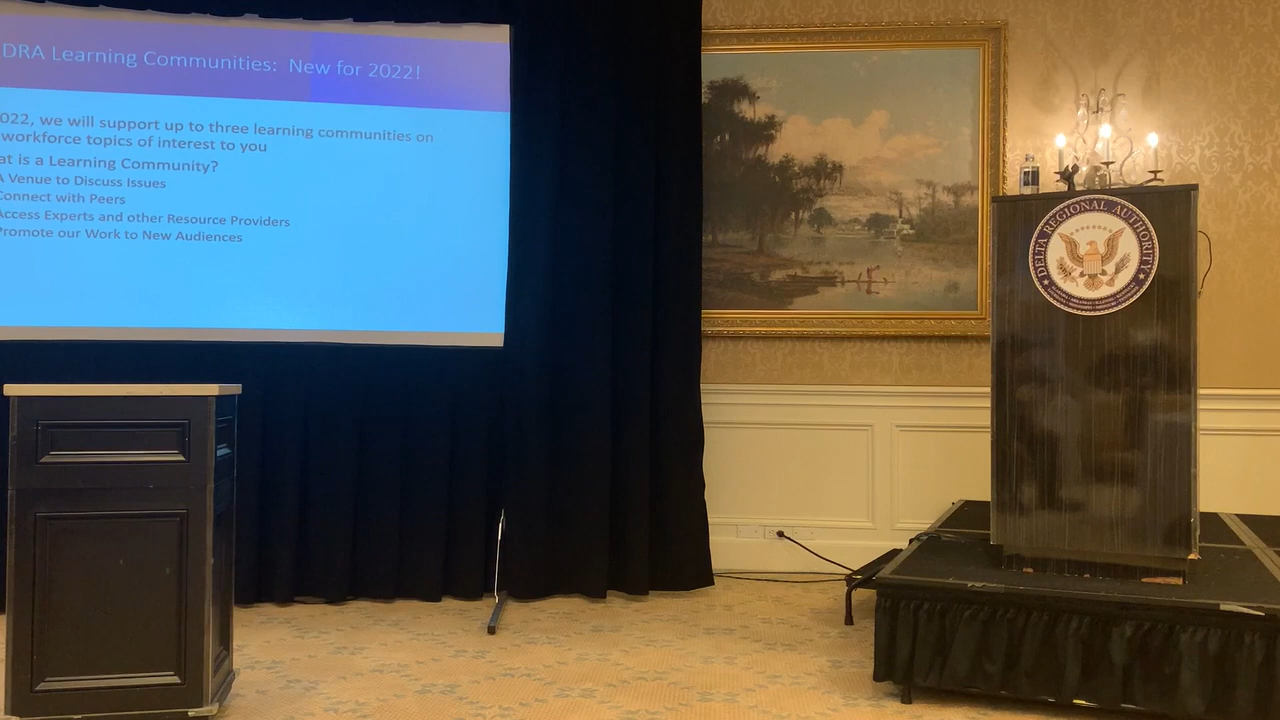 DRA Learning Communities: New for 2022!
022, we will support up to three learning communities on
workforce topics of interest to you
at is a Learning Community?
A Venue to Discuss Issues
Connect with Peers
Access Experts and other Resource Providers
Promote our Work to New Audiences
DELTA REGIONAL AUTHORITY